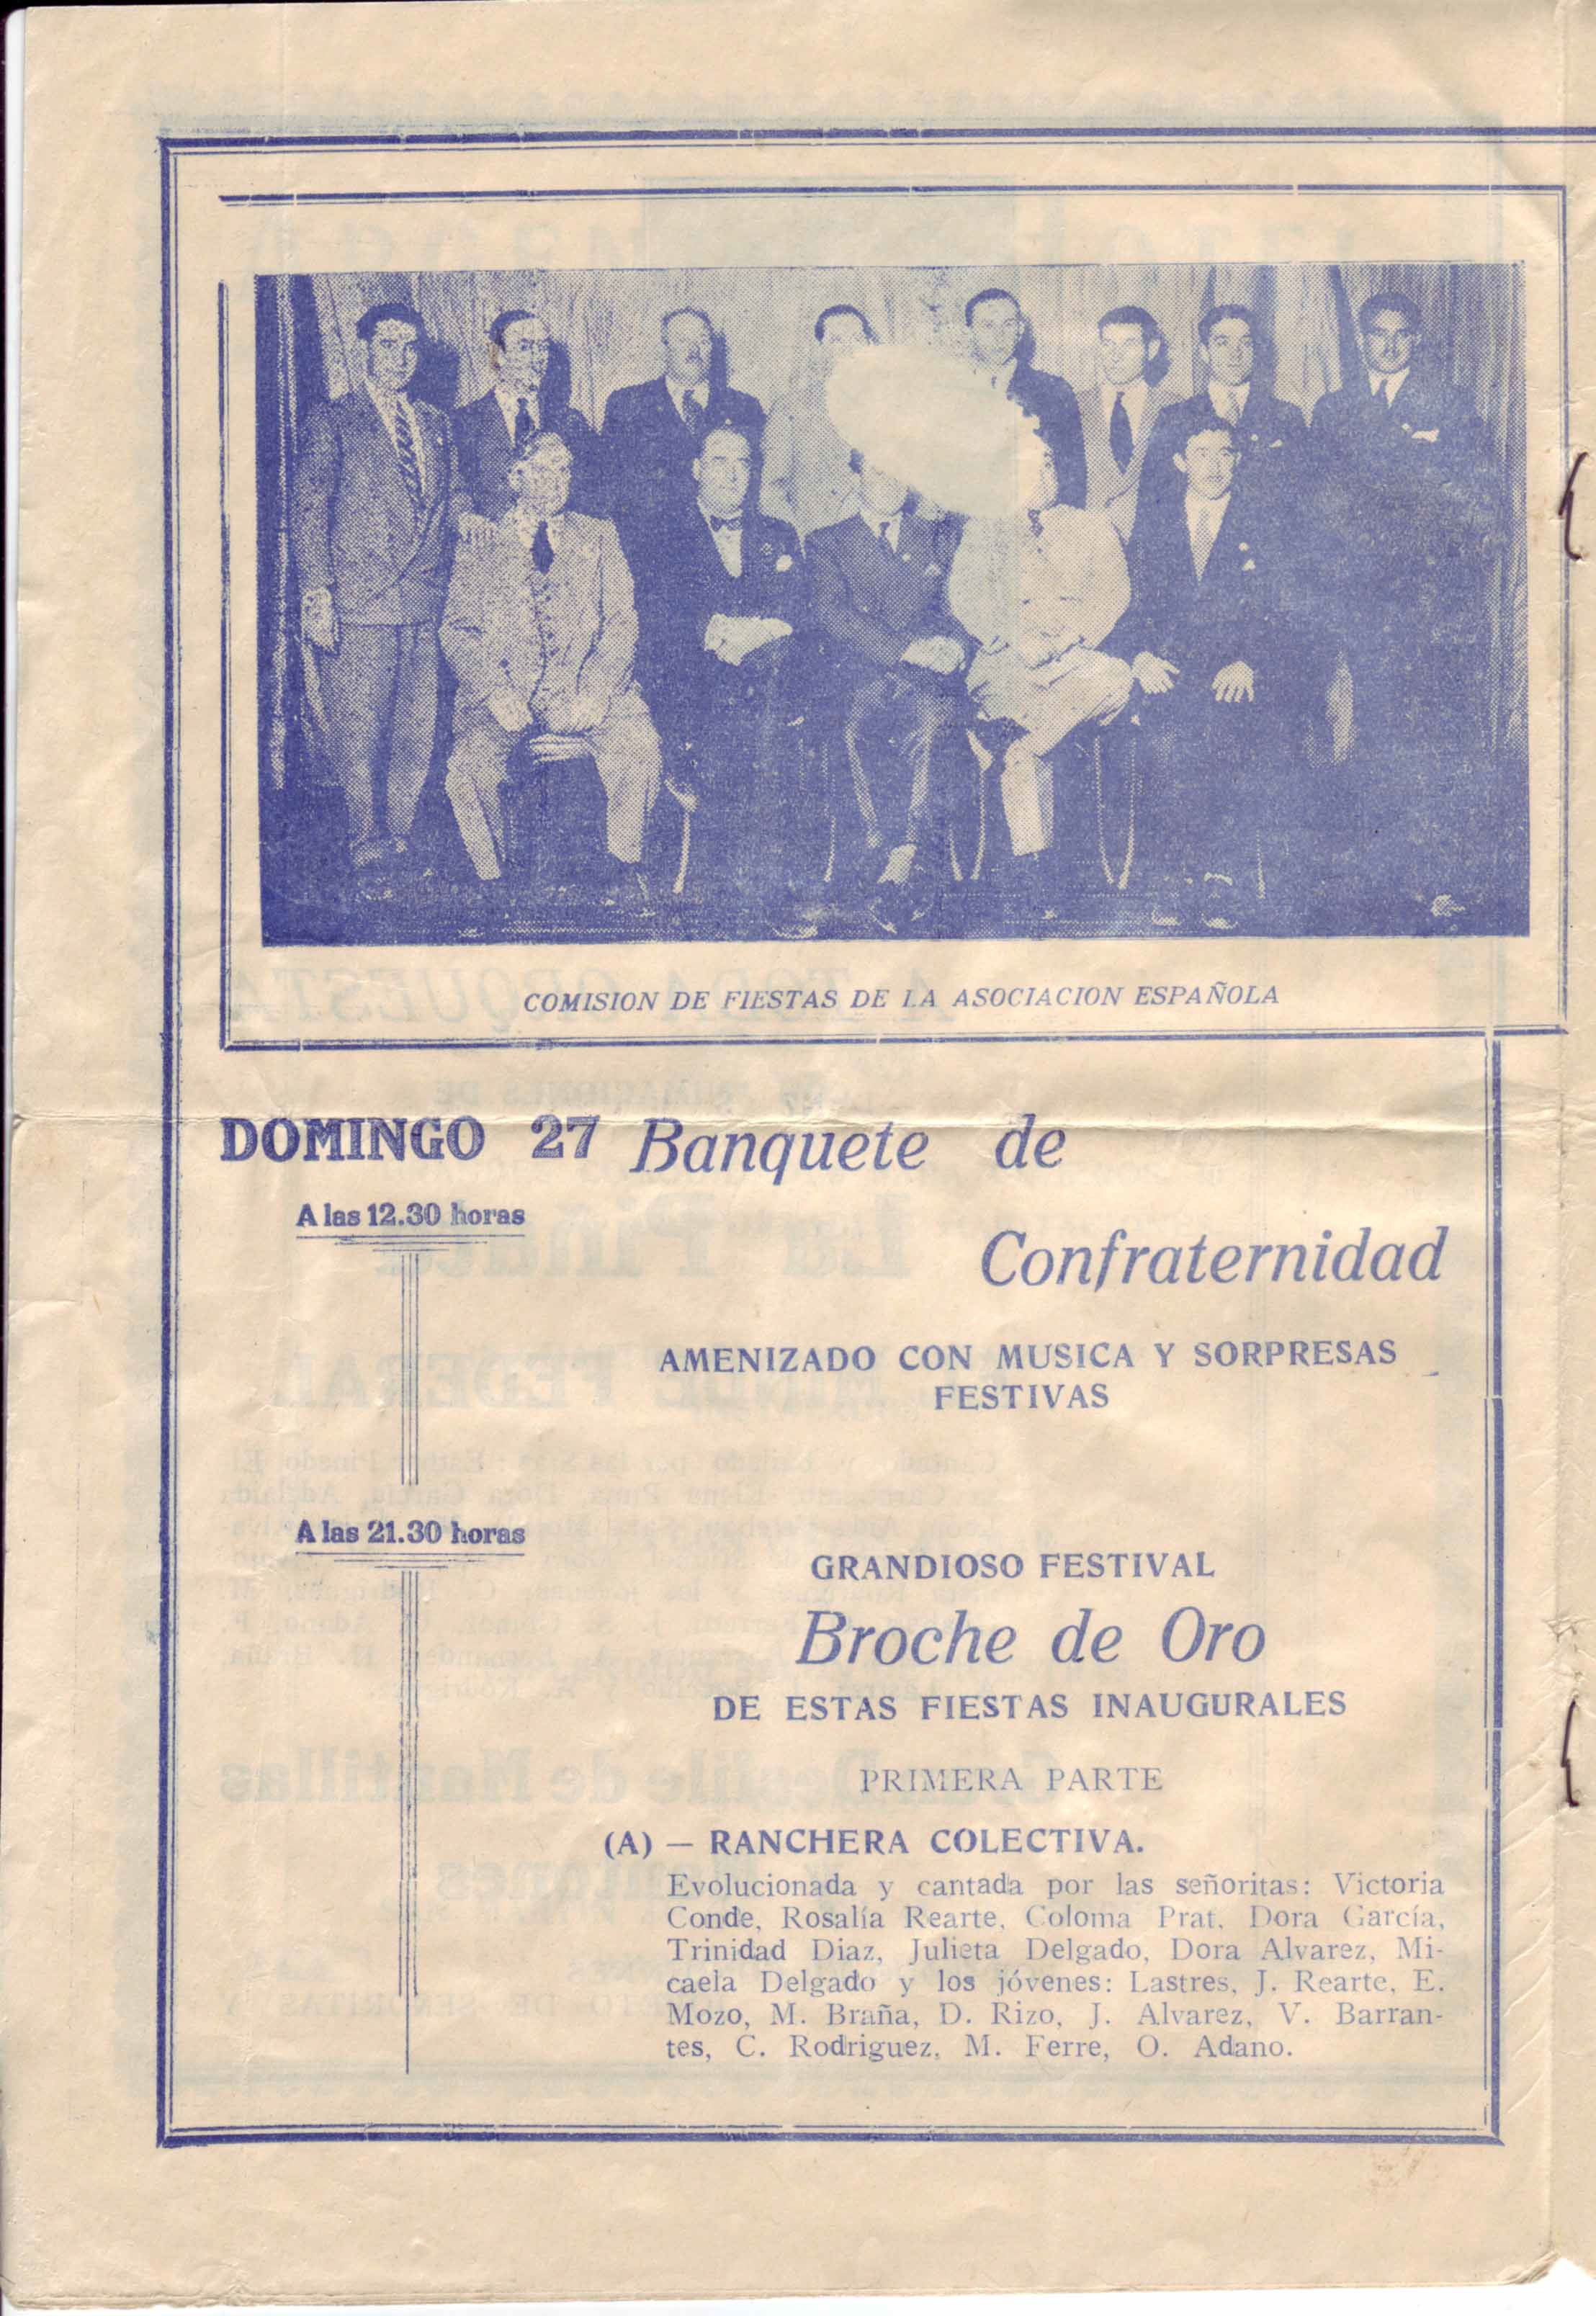 COMISION DE FIESTAS DE LA ASOCIACION ESPAÑOLA
DOMINGO 27 Banquete de
A las 12.30 horas
Confraternidad
AMENIZADO CON MUSICA Y SORPRESAS
FESTIVAS
A las 21.30 horas
GRANDIOSO FESTIVAL
Broche de Oro
DE ESTAS FIESTAS INAUGURALES
PRIMERA PARTE
(A) — RANCHERA COLECTIVA.
Evolucionada y cantada por las señoritas: Victoria
Conde, Rosalía Rearte, Coloma Prat, Dora García,
Trinidad Diaz, Julieta Delgado, Dora Alvarez, Mi-
caela Delgado y los jóvenes: Lastres, J. Rearte, E.
Mozo, M. Braña, D. Rizo, J. Alvarez, V. Barran-
tes, C. Rodriguez, M. Ferre, O. Adano.